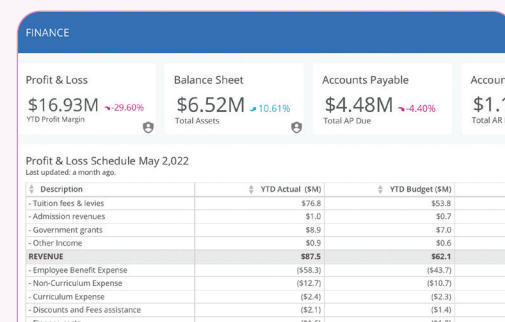 FINANCE
Profit & Loss
Balance Sheet
Accounts Payable
$16.93M -29.60%
$6.52M 10.61%
$4.48M -4.40%
YTD Profit Margin
Total Assets
Total AP Due
Total AR
Profit & Loss Schedule May 2,022
Last updated: a month ago.
Description YTD Actual ($M) YTD Budget ($M)
- Tuition fees & levies $76.8 $53.8
- Admission revenues $1.0 $0.7
- Government grants $8.9 $7.0
- Other Income $0.9 $0.6
REVENUE $87.5 $62.1
- Employee Benefit Expense ($58.3) ($43.7)
- Non-Curriculum Expense ($12.7) ($10.7)
- Curriculum Expense ($2.4) ($2.3)
- Discounts and Fees assistance ($2.1) ($1.4)